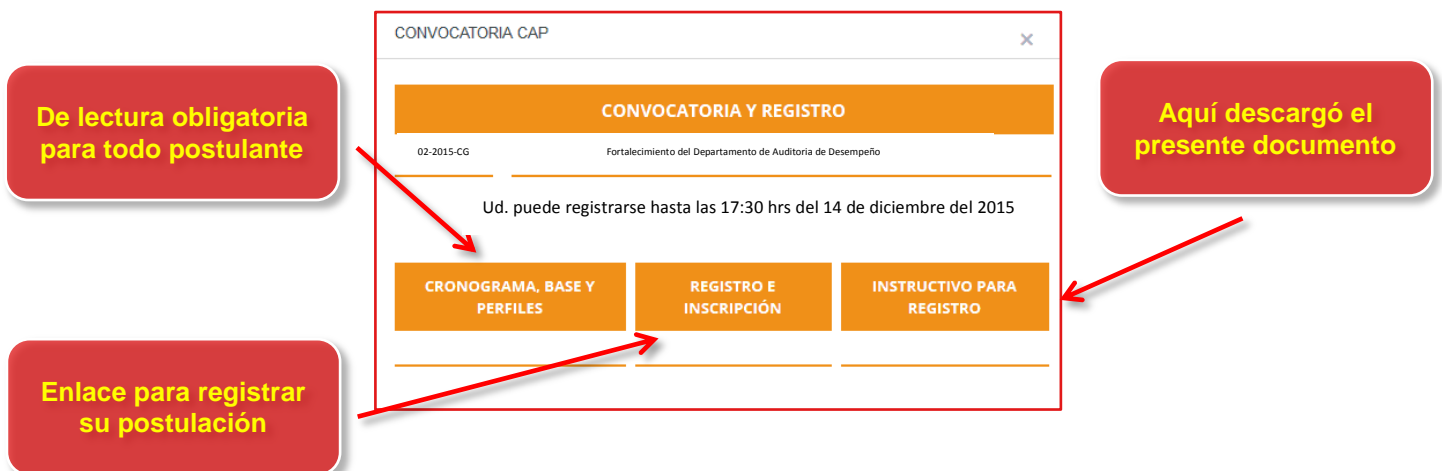 CONVOCATORIA CAP
×
De lectura obligatoria
para todo postulante
CONVOCATORIA Y REGISTRO
Aquí descargó el
presente documento
02-2015-CG
Fortalecimiento del Departamento de Auditoria de Desempeño
Ud. puede registrarse hasta las 17:30 hrs del 14 de diciembre del 2015
CRONOGRAMA, BASE Y
PERFILES
REGISTRO E
INSCRIPCIÓN
INSTRUCTIVO PARA
REGISTRO
Enlace para registrar
su postulación